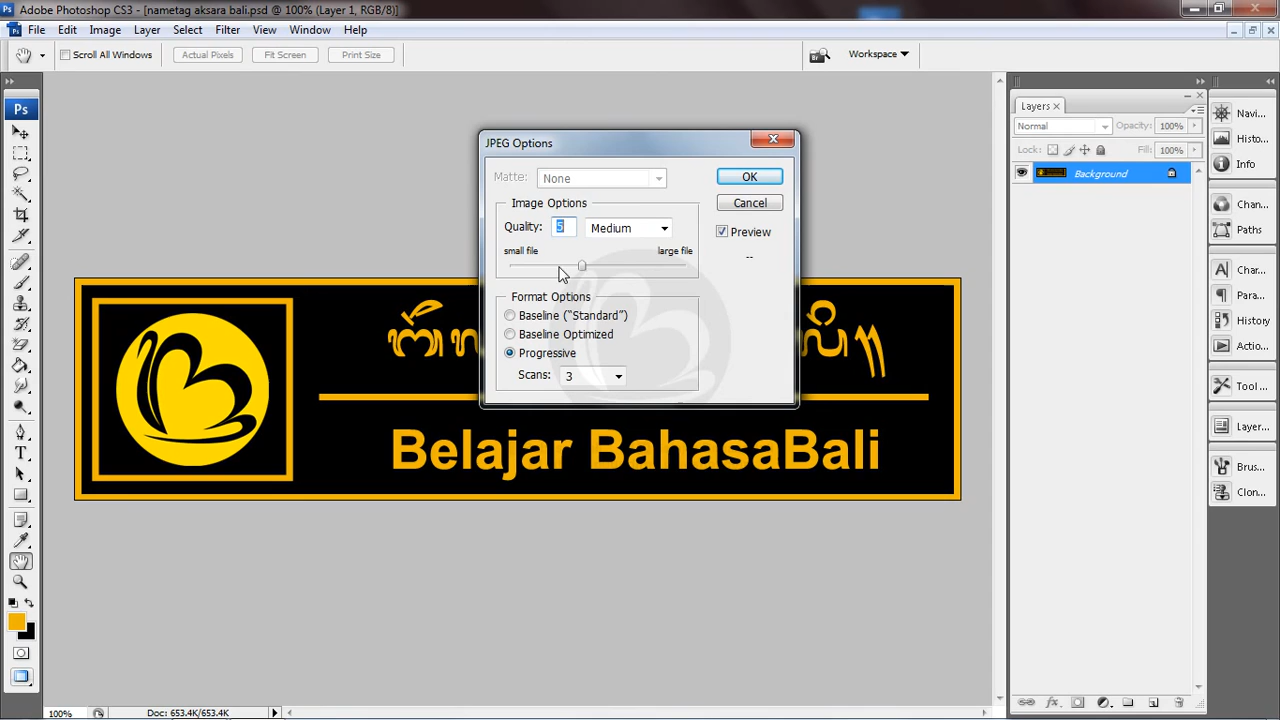 Adobe Photoshop CS3 - [nametag aksara bali.psd @ 100% (Layer 1, RGB/8)]
File Edit Image Layer Select Filter View Window Help
Scroll All Windows Actual Pixels Fit Screen Print Size Workspace
Ps
Layers
Normal Opacity: 100%
Lock: Fill: 100%
Background
Navi...
Histo...
Info
Chan...
Paths
Char...
Para...
History
Actio...
Tool ...
Layer...
Brus...
Clon...
JPEG Options
Matte: None
OK
Image Options
Cancel
Quality: 5 Medium
Preview
small file large file
--
Format Options
Baseline ("Standard")
Baseline Optimized
Progressive
Scans: 3
Belajar BahasaBali
100% Doc: 653.4K/653.4K